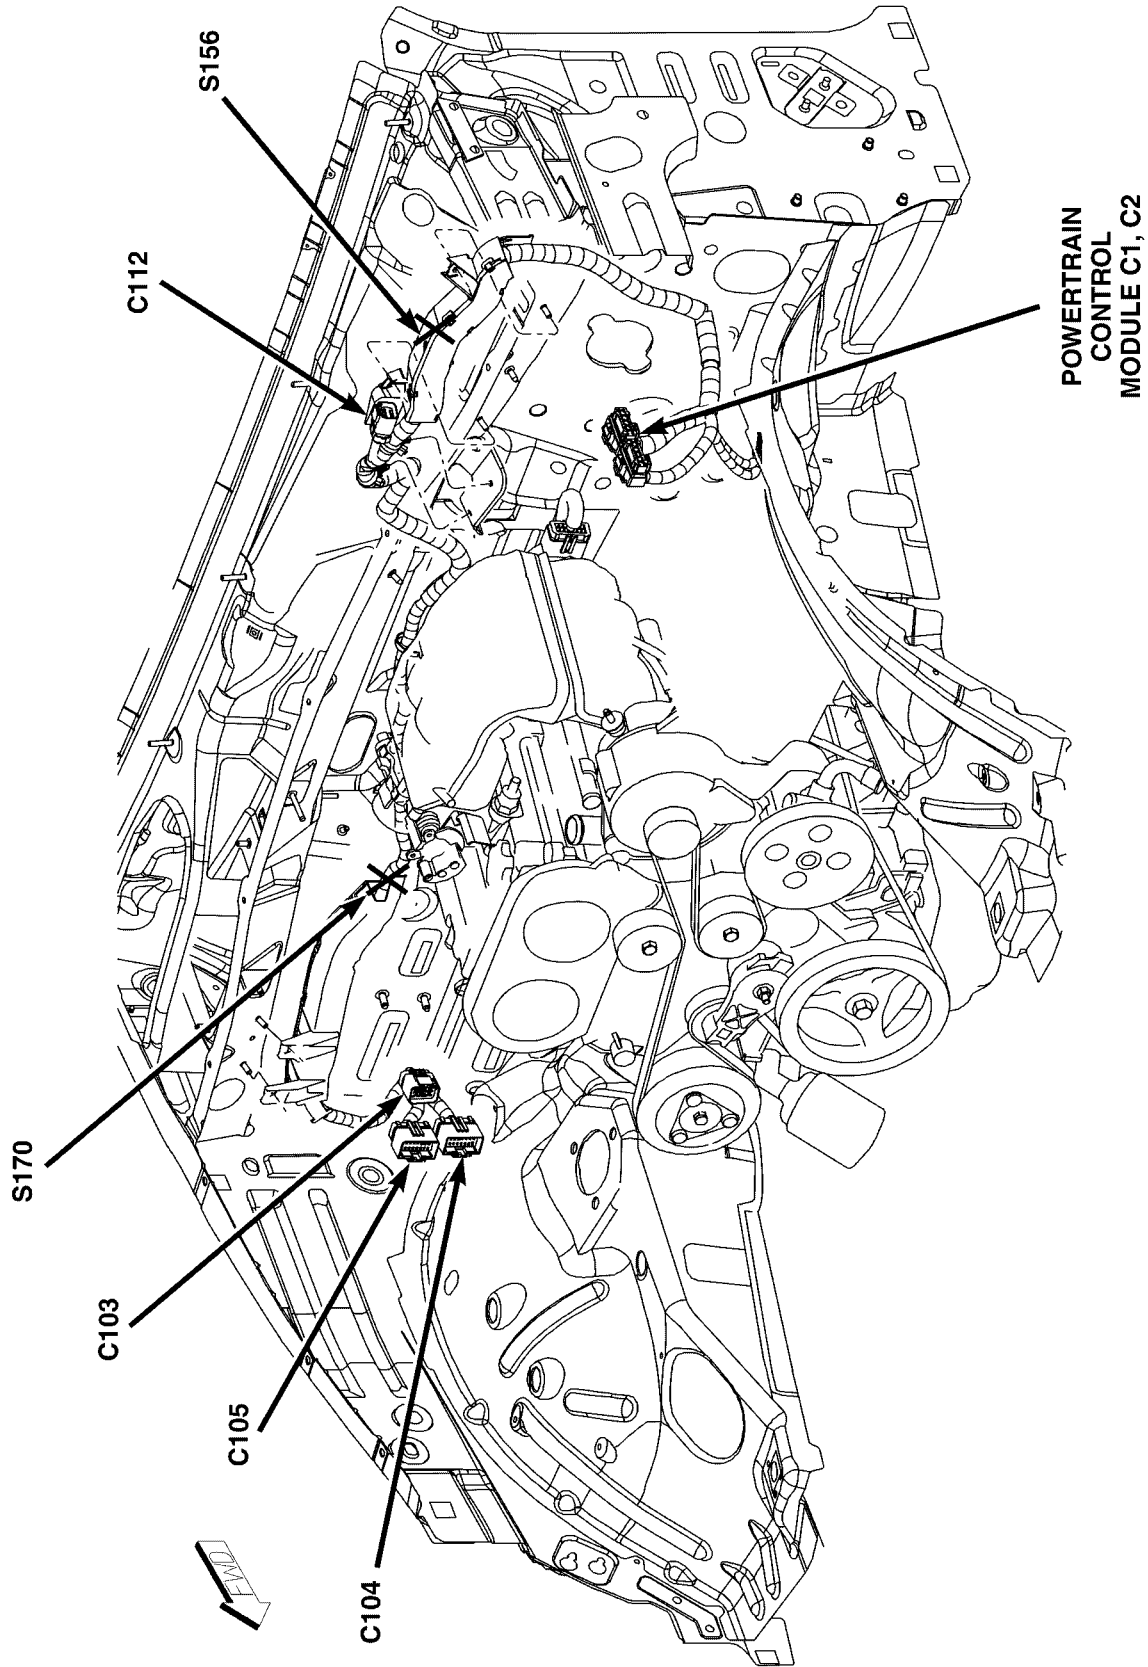 S156
C112
POWERTRAIN
CONTROL
MODULE C1, C2
S170
C103
C105
C104
FWD